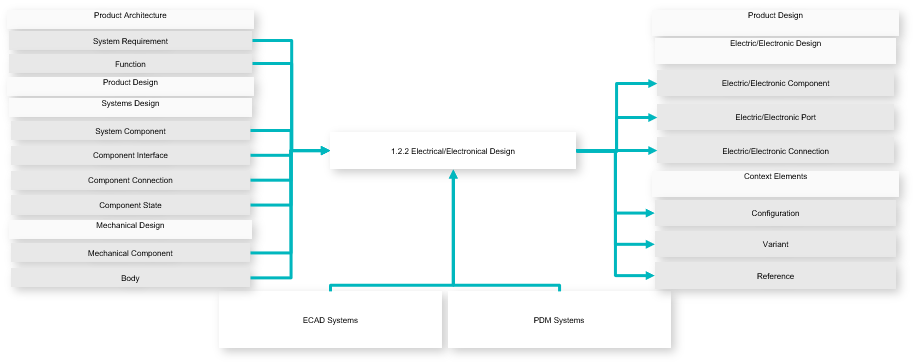 Product Architecture
System Requirement
Function
Product Design
Systems Design
System Component
Component Interface
Component Connection
Component State
Mechanical Design
Mechanical Component
Body
1.2.2 Electrical/Electronical Design
ECAD Systems
PDM Systems
Product Design
Electric/Electronic Design
Electric/Electronic Component
Electric/Electronic Port
Electric/Electronic Connection
Context Elements
Configuration
Variant
Reference